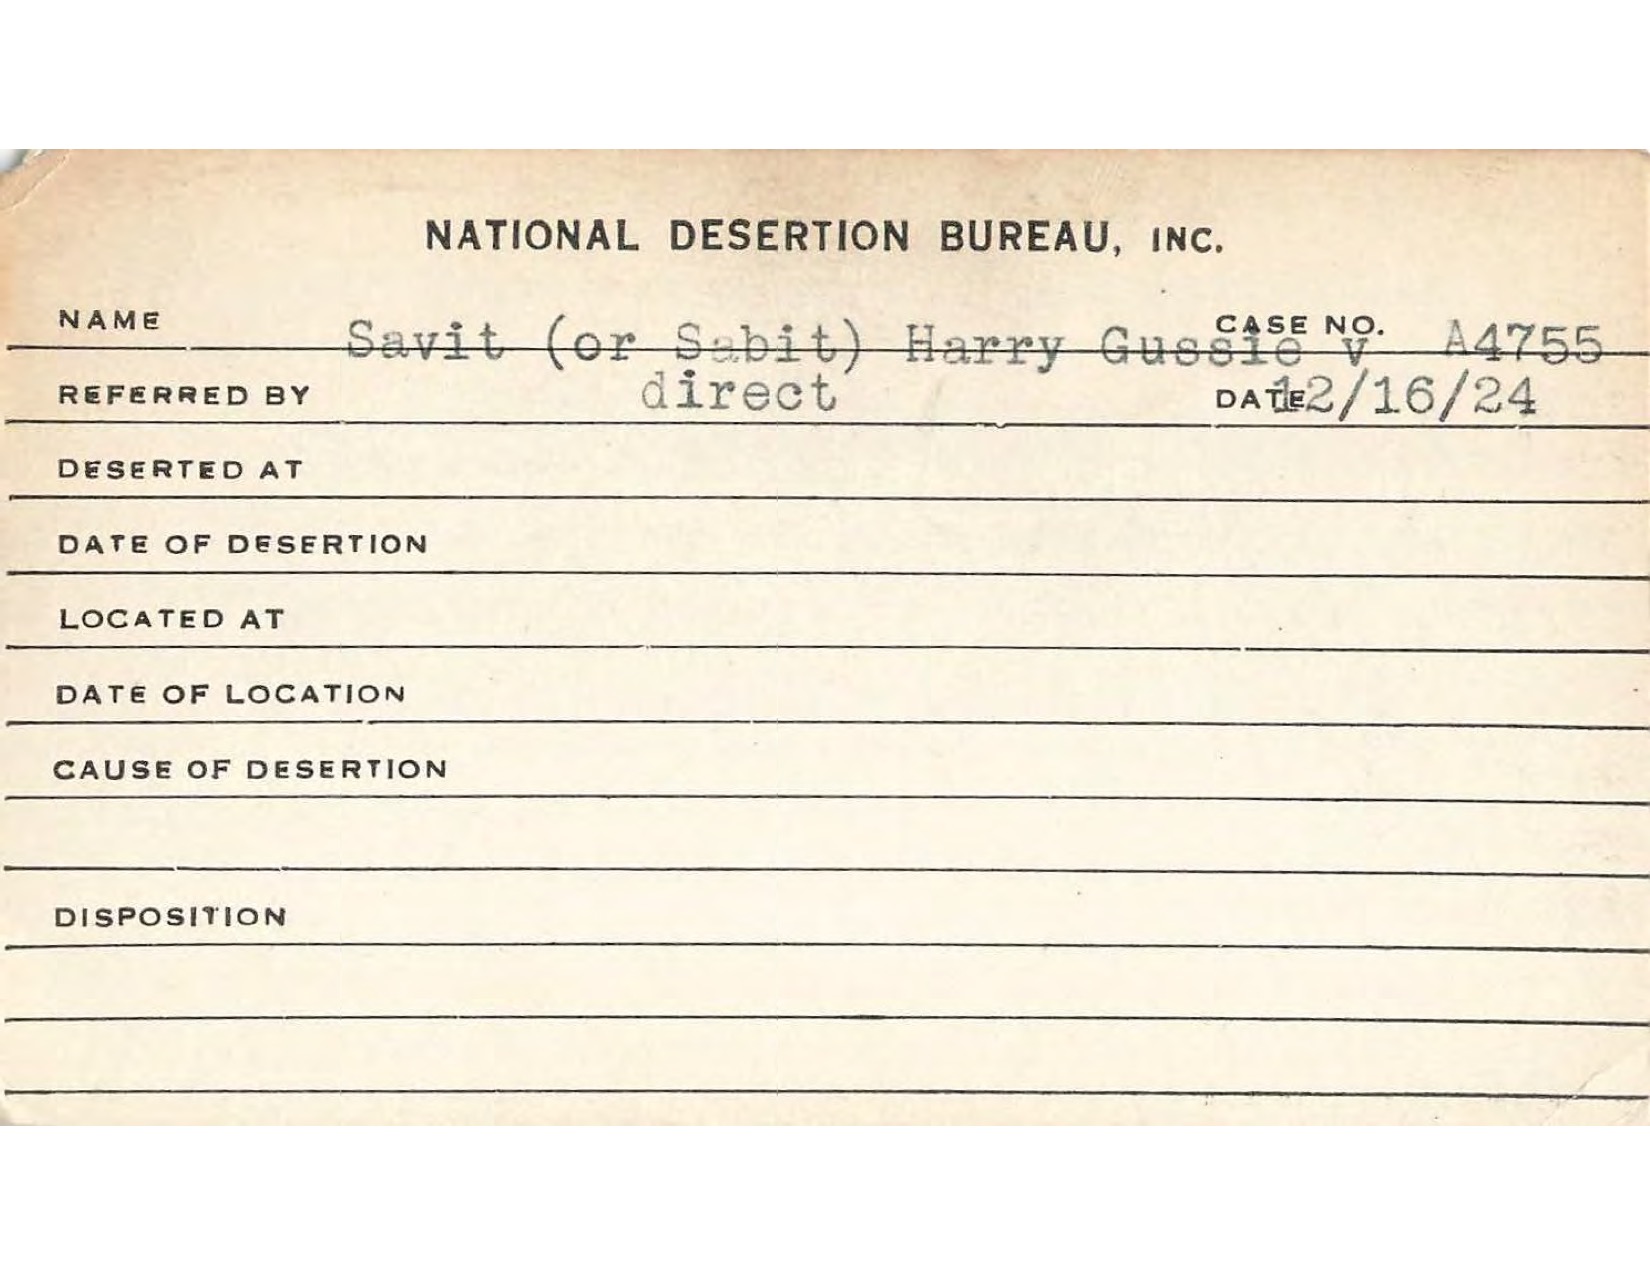 NATIONAL DESERTION BUREAU, INC.
NAME Savit (or Sabit) Harry Gussie v CASE NO. A4755
REFERRED BY direct DATE 12/16/24
DESERTED AT
DATE OF DESERTION
LOCATED AT
DATE OF LOCATION
CAUSE OF DESERTION
DISPOSITION